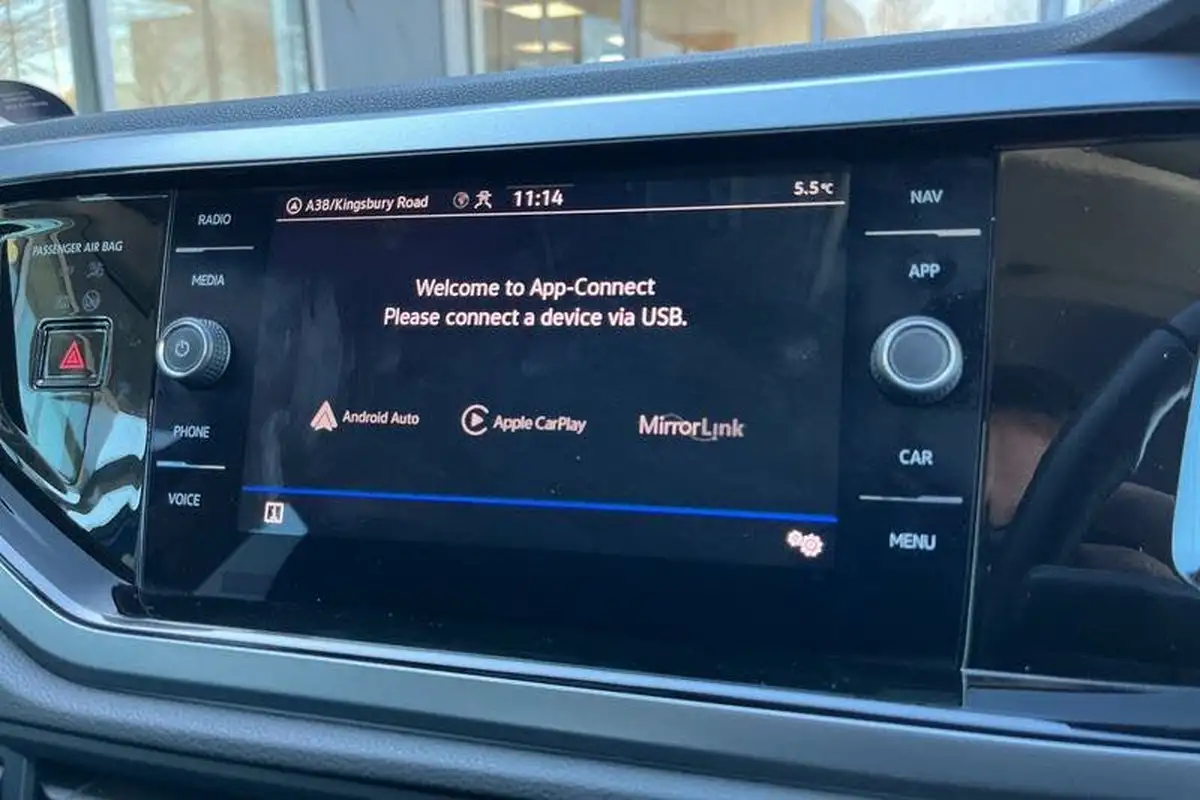 A38/Kingsbury Road 11:14 5.5°C
Welcome to App-Connect
Please connect a device via USB.
Android Auto Apple CarPlay MirrorLink
PASSENGER AIR BAG
RADIO
MEDIA
PHONE
VOICE
NAV
APP
CAR
MENU